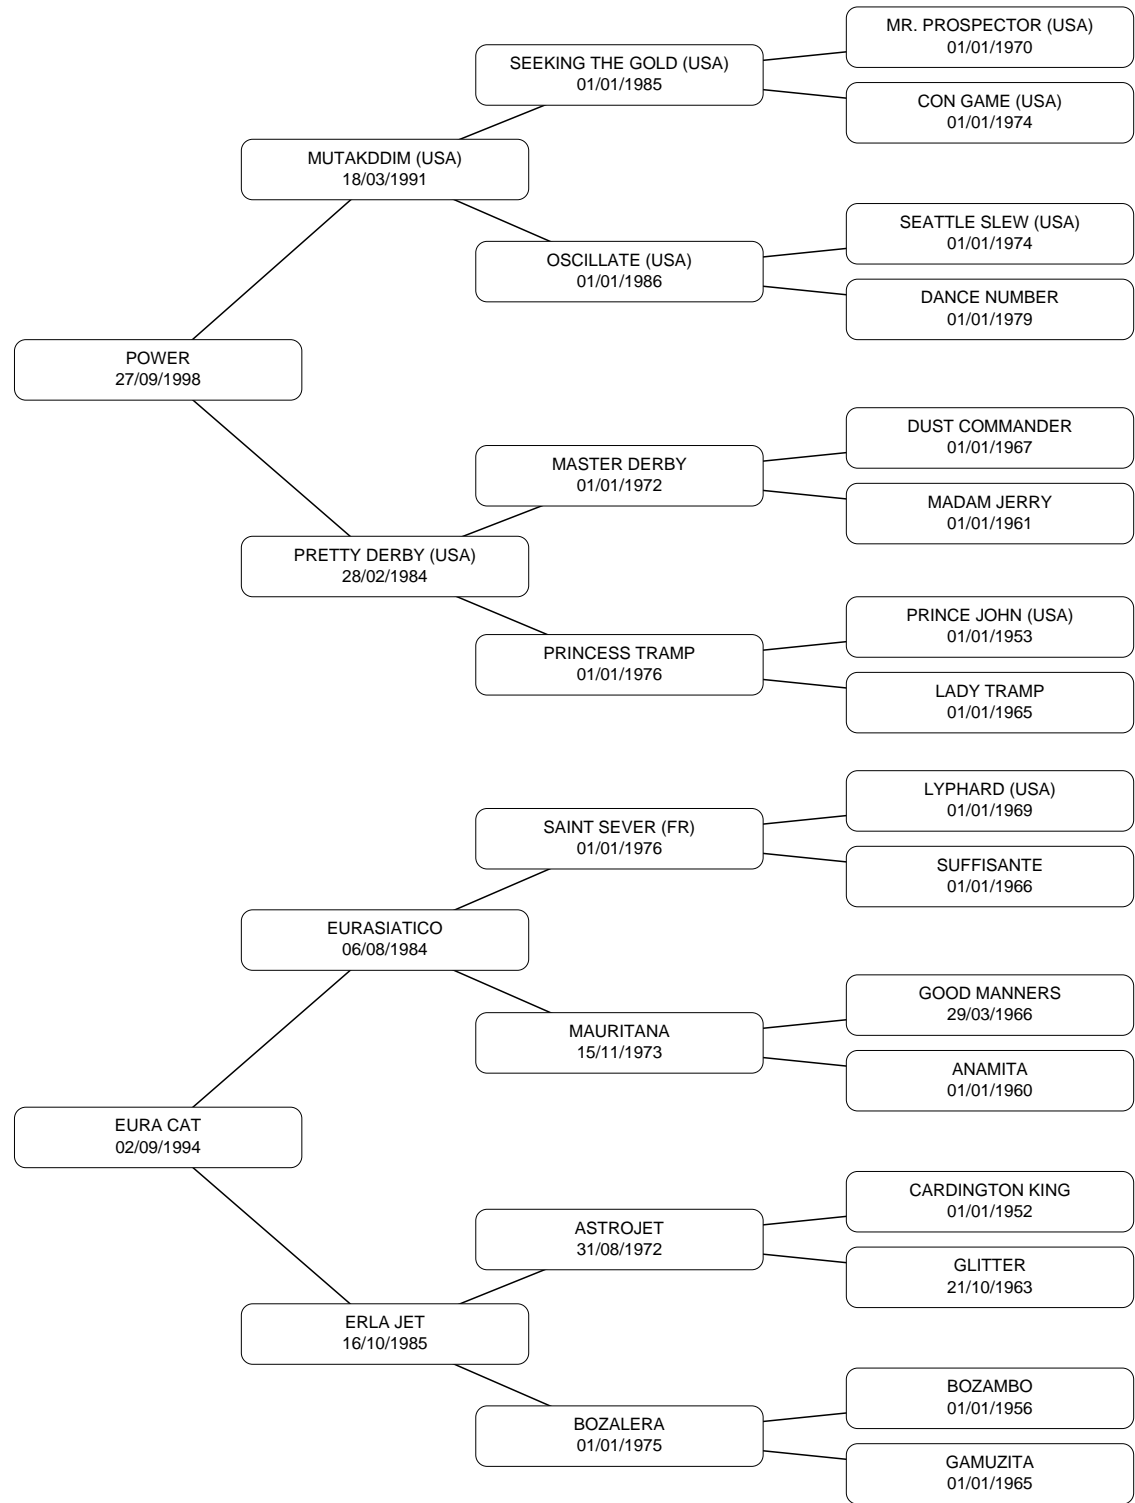 MR. PROSPECTOR (USA)
01/01/1970
SEEKING THE GOLD (USA)
01/01/1985
CON GAME (USA)
01/01/1974
MUTAKDDIM (USA)
18/03/1991
SEATTLE SLEW (USA)
01/01/1974
OSCILLATE (USA)
01/01/1986
DANCE NUMBER
01/01/1979
POWER
27/09/1998
DUST COMMANDER
01/01/1967
MASTER DERBY
01/01/1972
MADAM JERRY
01/01/1961
PRETTY DERBY (USA)
28/02/1984
PRINCE JOHN (USA)
01/01/1953
PRINCESS TRAMP
01/01/1976
LADY TRAMP
01/01/1965
LYPHARD (USA)
01/01/1969
SAINT SEVER (FR)
01/01/1976
SUFFISANTE
01/01/1966
EURASIATICO
06/08/1984
GOOD MANNERS
29/03/1966
MAURITANA
15/11/1973
ANAMITA
01/01/1960
EURA CAT
02/09/1994
CARDINGTON KING
01/01/1952
ASTROJET
31/08/1972
GLITTER
21/10/1963
ERLA JET
16/10/1985
BOZAMBO
01/01/1956
BOZALERA
01/01/1975
GAMUZITA
01/01/1965